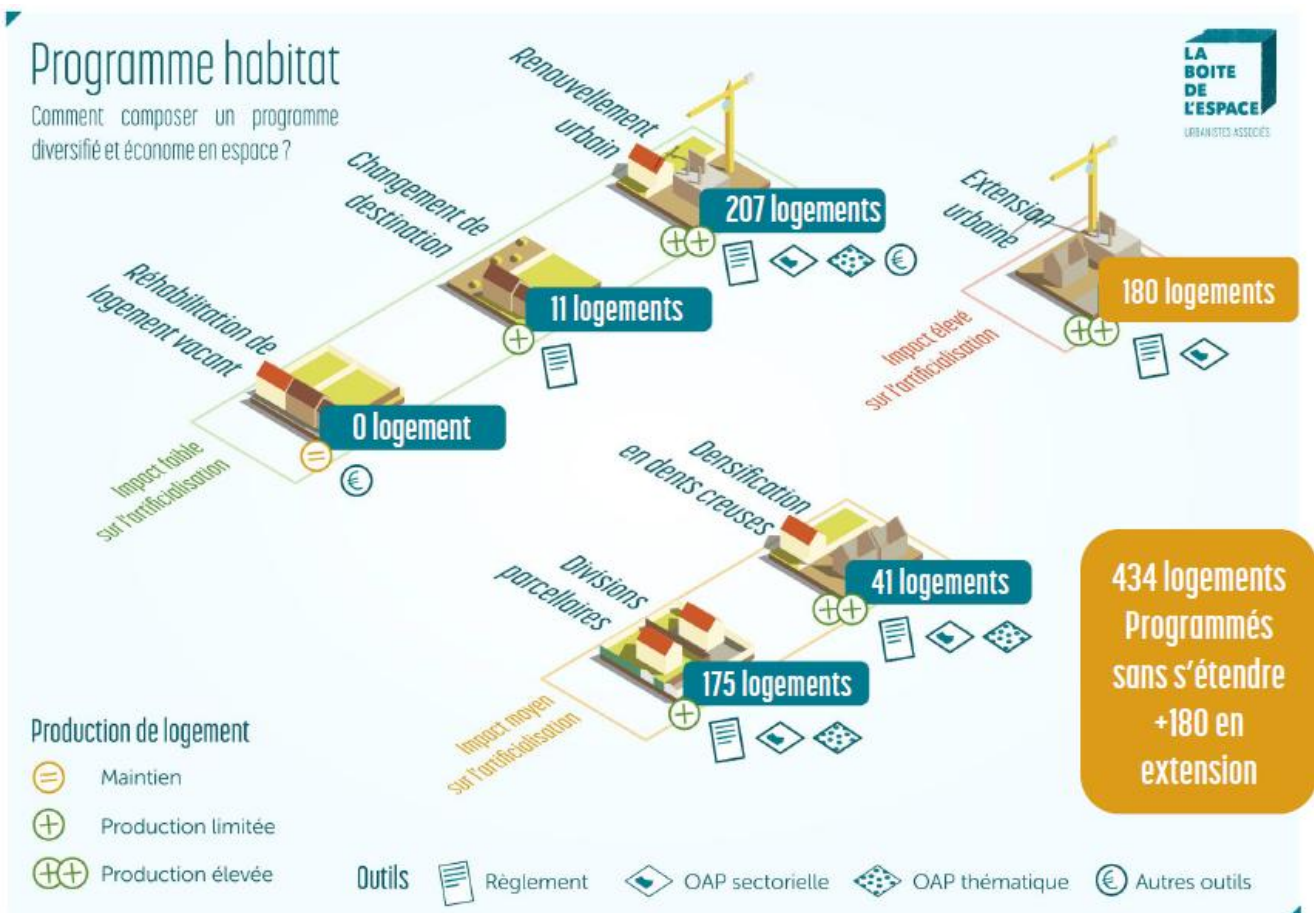 Programme habitat
Comment composer un programme
diversifié et économe en espace ?
LA
BOITE
DE
L'ESPACE
URBANISTES ASSOCIÉS
Renouvellement
urbain
207 logements
Changement de
destination
11 logements
Réhabilitation de
logement vacant
0 logement
Impact faible
sur l'artificialisation
Extension
urbaine
180 logements
Impact élevé
sur l'artificialisation
Densification
en dents creuses
41 logements
Divisions
parcellaires
175 logements
Impact moyen
sur l'artificialisation
434 logements
Programmés
sans s'étendre
+180 en
extension
Production de logement
Maintien
Production limitée
Production élevée
Outils
Règlement
OAP sectorielle
OAP thématique
€ Autres outils